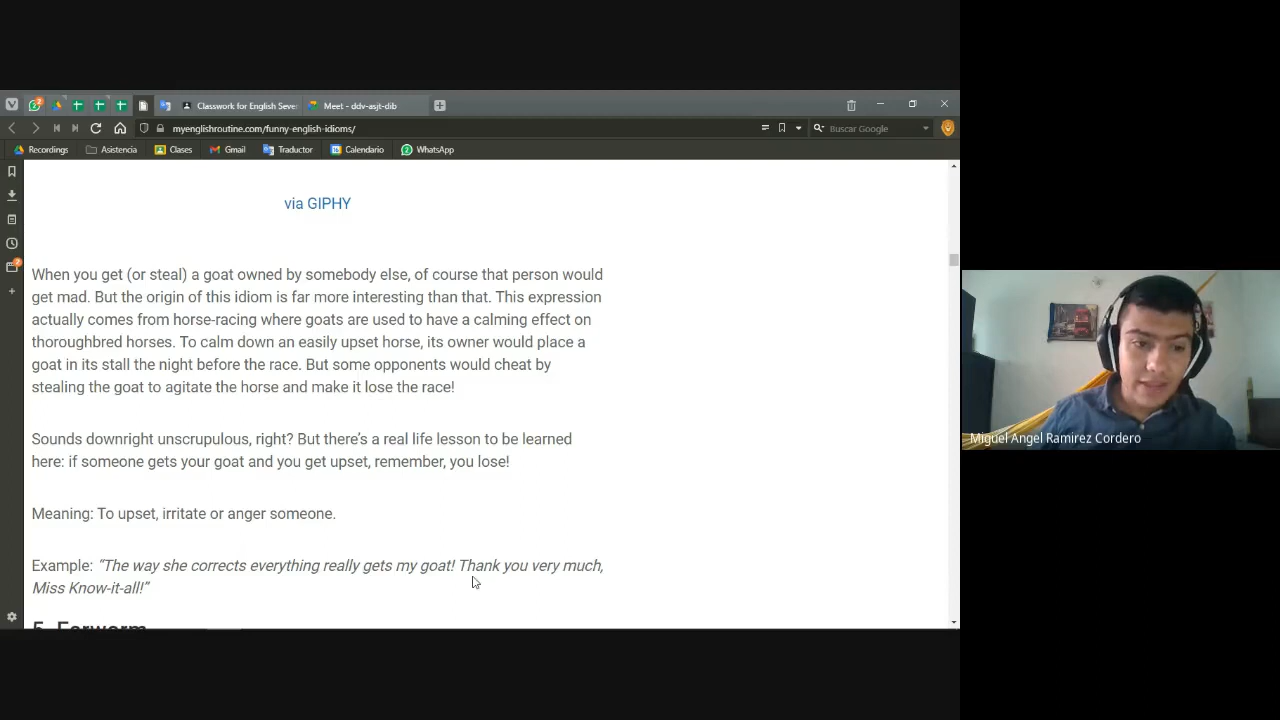 2
Classwork for English Seve
Meet - ddv-asjt-dib
myenglishroutine.com/funny-english-idioms/
Buscar Google
Recordings
Asistencia
Clases
Gmail
Traductor
Calendario
WhatsApp
via GIPHY
When you get (or steal) a goat owned by somebody else, of course that person would
get mad. But the origin of this idiom is far more interesting than that. This expression
actually comes from horse-racing where goats are used to have a calming effect on
thoroughbred horses. To calm down an easily upset horse, its owner would place a
goat in its stall the night before the race. But some opponents would cheat by
stealing the goat to agitate the horse and make it lose the race!
Sounds downright unscrupulous, right? But there's a real life lesson to be learned
here: if someone gets your goat and you get upset, remember, you lose!
Meaning: To upset, irritate or anger someone.
Example: “The way she corrects everything really gets my goat! Thank you very much,
Miss Know-it-all!”
5. Earworm
Miguel Angel Ramirez Cordero